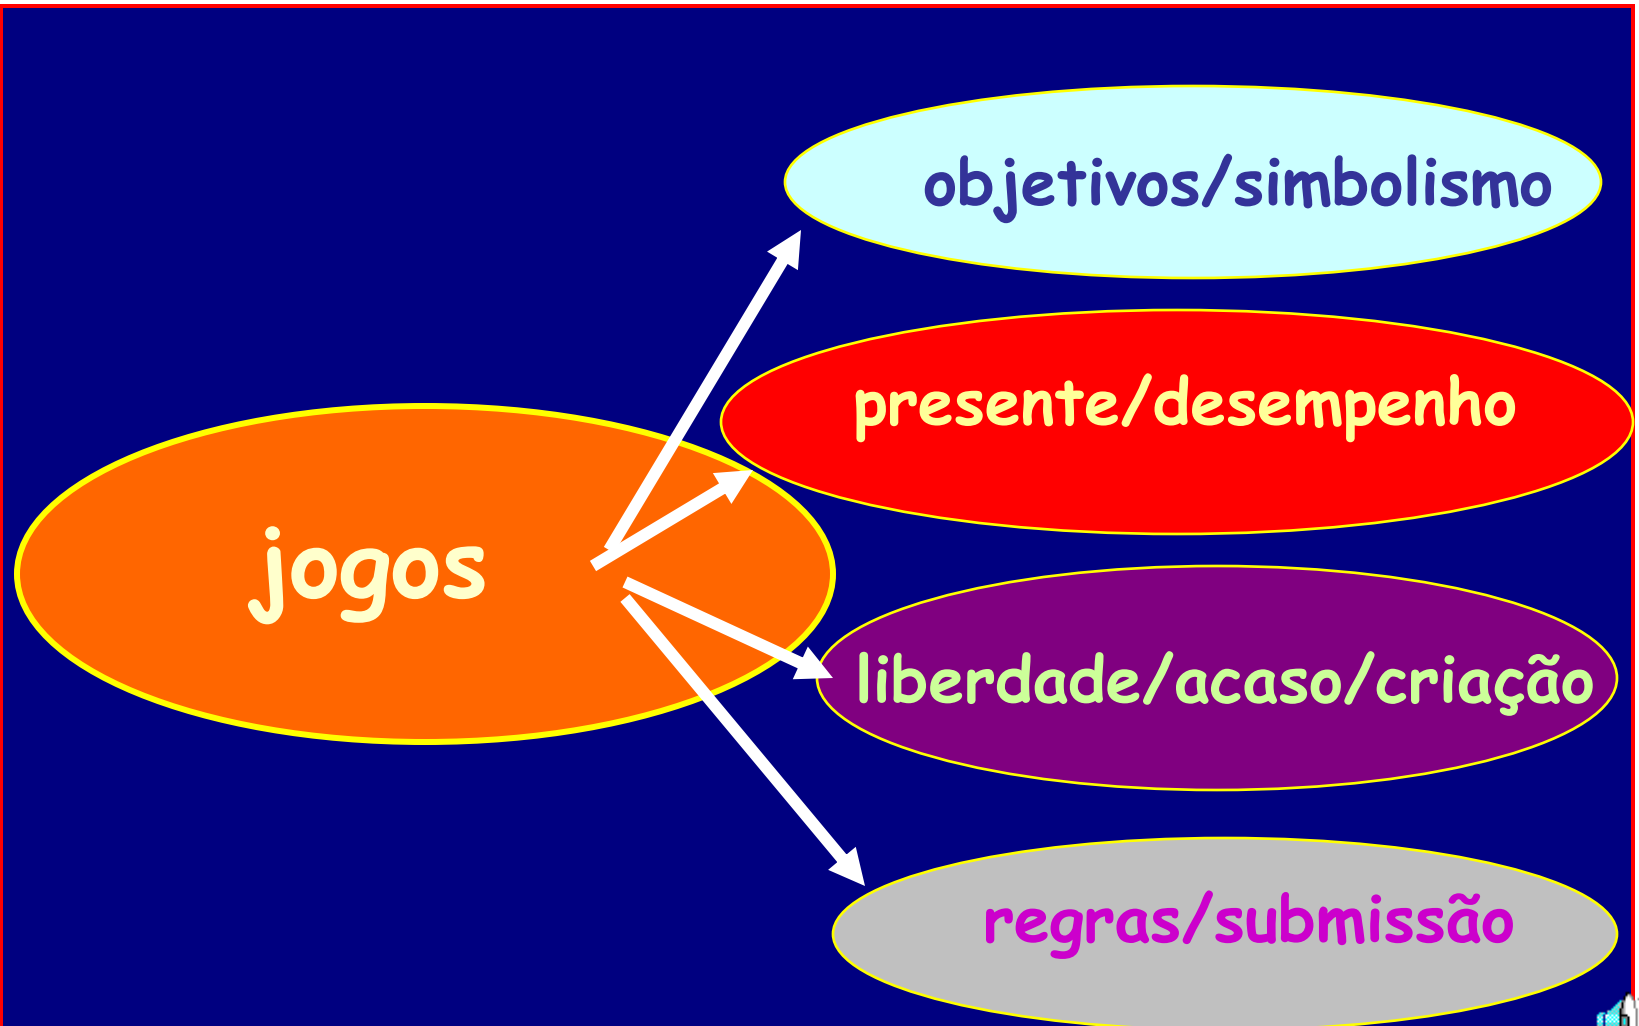 objetivos/simbolismo
presente/desempenho
jogos
liberdade/acaso/criação
regras/submissão